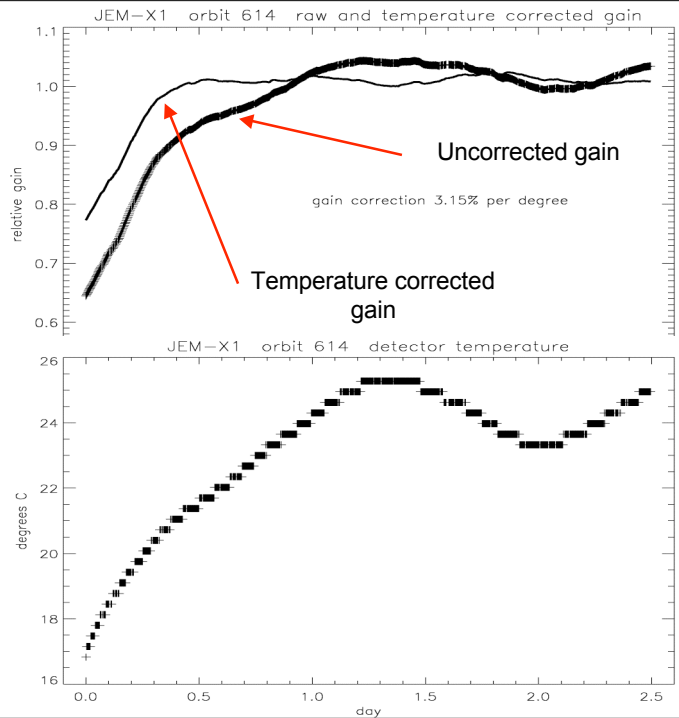 JEM-X1 orbit 614 raw and temperature corrected gain
1.1
1.0
0.9
0.8
0.7
0.6
relative gain
Uncorrected gain
gain correction 3.15% per degree
Temperature corrected
gain
JEM-X1 orbit 614 detector temperature
26
24
22
20
18
16
degrees C
0.0 0.5 1.0 1.5 2.0 2.5
day